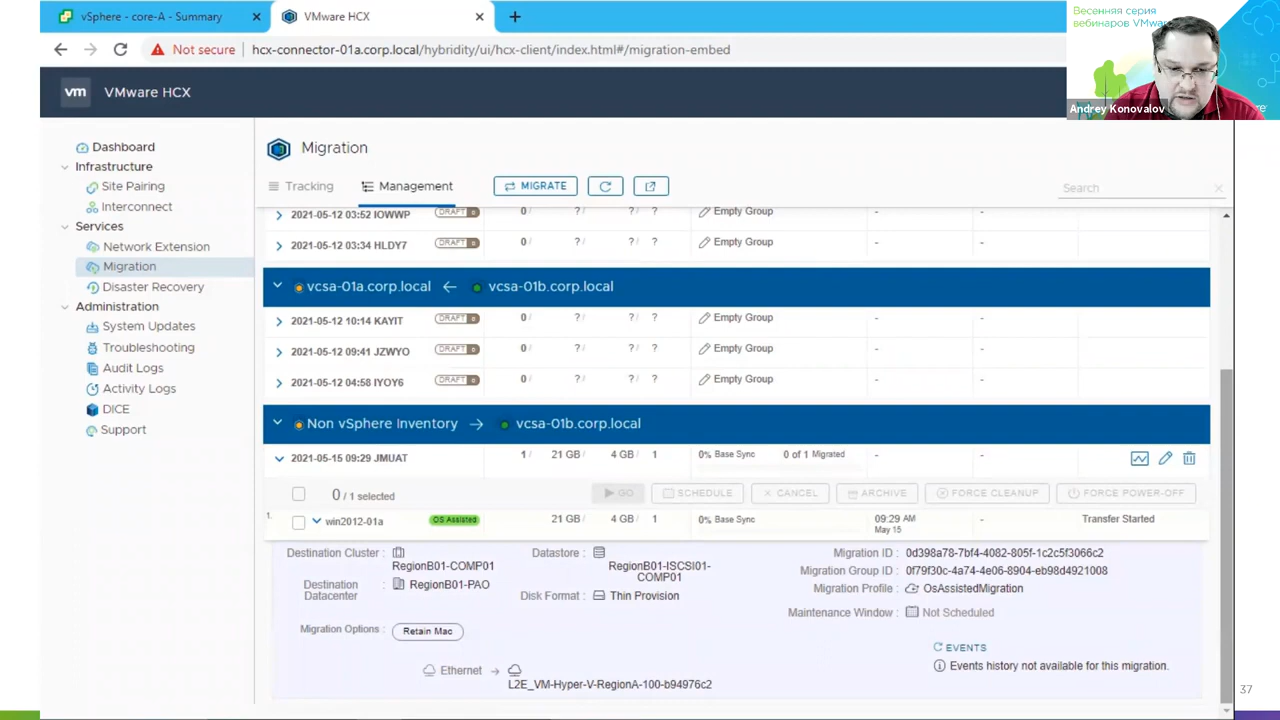 vSphere - core-A - Summary
VMware HCX
Весенняя серия
вебинаров VMware
Not secure
hcx-connector-01a.corp.local/hybridity/ui/hcx-client/index.html#/migration-embed
Andrey Konovalov
vm VMware HCX
Dashboard
Infrastructure
Site Pairing
Interconnect
Services
Network Extension
Migration
Disaster Recovery
Administration
System Updates
Troubleshooting
Audit Logs
Activity Logs
DICE
Support
Migration
Tracking Management MIGRATE Search
2021-05-12 03:52 IOWWP DRAFT 0/ ?/ ?/ ? Empty Group - -
2021-05-12 03:34 HLDY7 DRAFT 0/ ?/ ?/ ? Empty Group - -
vcsa-01a.corp.local ← vcsa-01b.corp.local
2021-05-12 10:14 KAYIT DRAFT 0/ ?/ ?/ ? Empty Group - -
2021-05-12 09:41 JZWYO DRAFT 0/ ?/ ?/ ? Empty Group - -
2021-05-12 04:58 IYOY6 DRAFT 0/ ?/ ?/ ? Empty Group - -
Non vSphere Inventory → vcsa-01b.corp.local
2021-05-15 09:29 JMUAT 1/ 21 GB/ 4 GB/ 1 0% Base Sync 0 of 1 Migrated - -
0 / 1 selected GO SCHEDULE CANCEL ARCHIVE FORCE CLEANUP FORCE POWER-OFF
1. win2012-01a OS Assisted 21 GB/ 4 GB/ 1 0% Base Sync 09:29 AM - Transfer Started
May 15
Destination Cluster :
RegionB01-COMP01
Destination
Datacenter
: RegionB01-PAO
Datastore :
RegionB01-ISCSI01-
COMP01
Disk Format : Thin Provision
Migration ID : 0d398a78-7bf4-4082-805f-1c2c5f3066c2
Migration Group ID : 0f79f30c-4a74-4e06-8904-eb98d4921008
Migration Profile : OsAssistedMigration
Maintenance Window : Not Scheduled
Migration Options : Retain Mac
EVENTS
Events history not available for this migration.
Ethernet →
L2E_VM-Hyper-V-RegionA-100-b94976c2
37